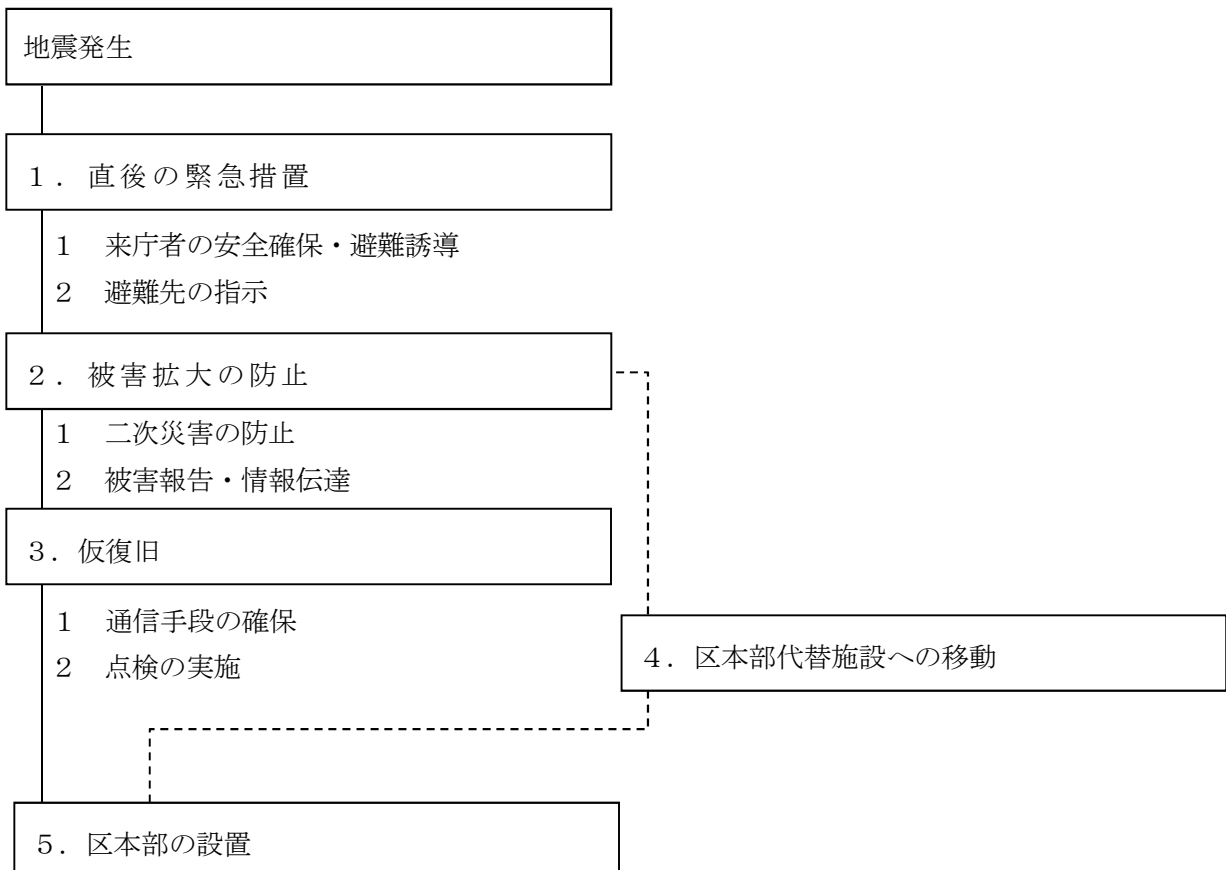 地震発生
１．直後の緊急措置
１　来庁者の安全確保・避難誘導
２　避難先の指示
２．被害拡大の防止
１　二次災害の防止
２　被害報告・情報伝達
３．仮復旧
１　通信手段の確保
２　点検の実施
４．区本部代替施設への移動
５．区本部の設置